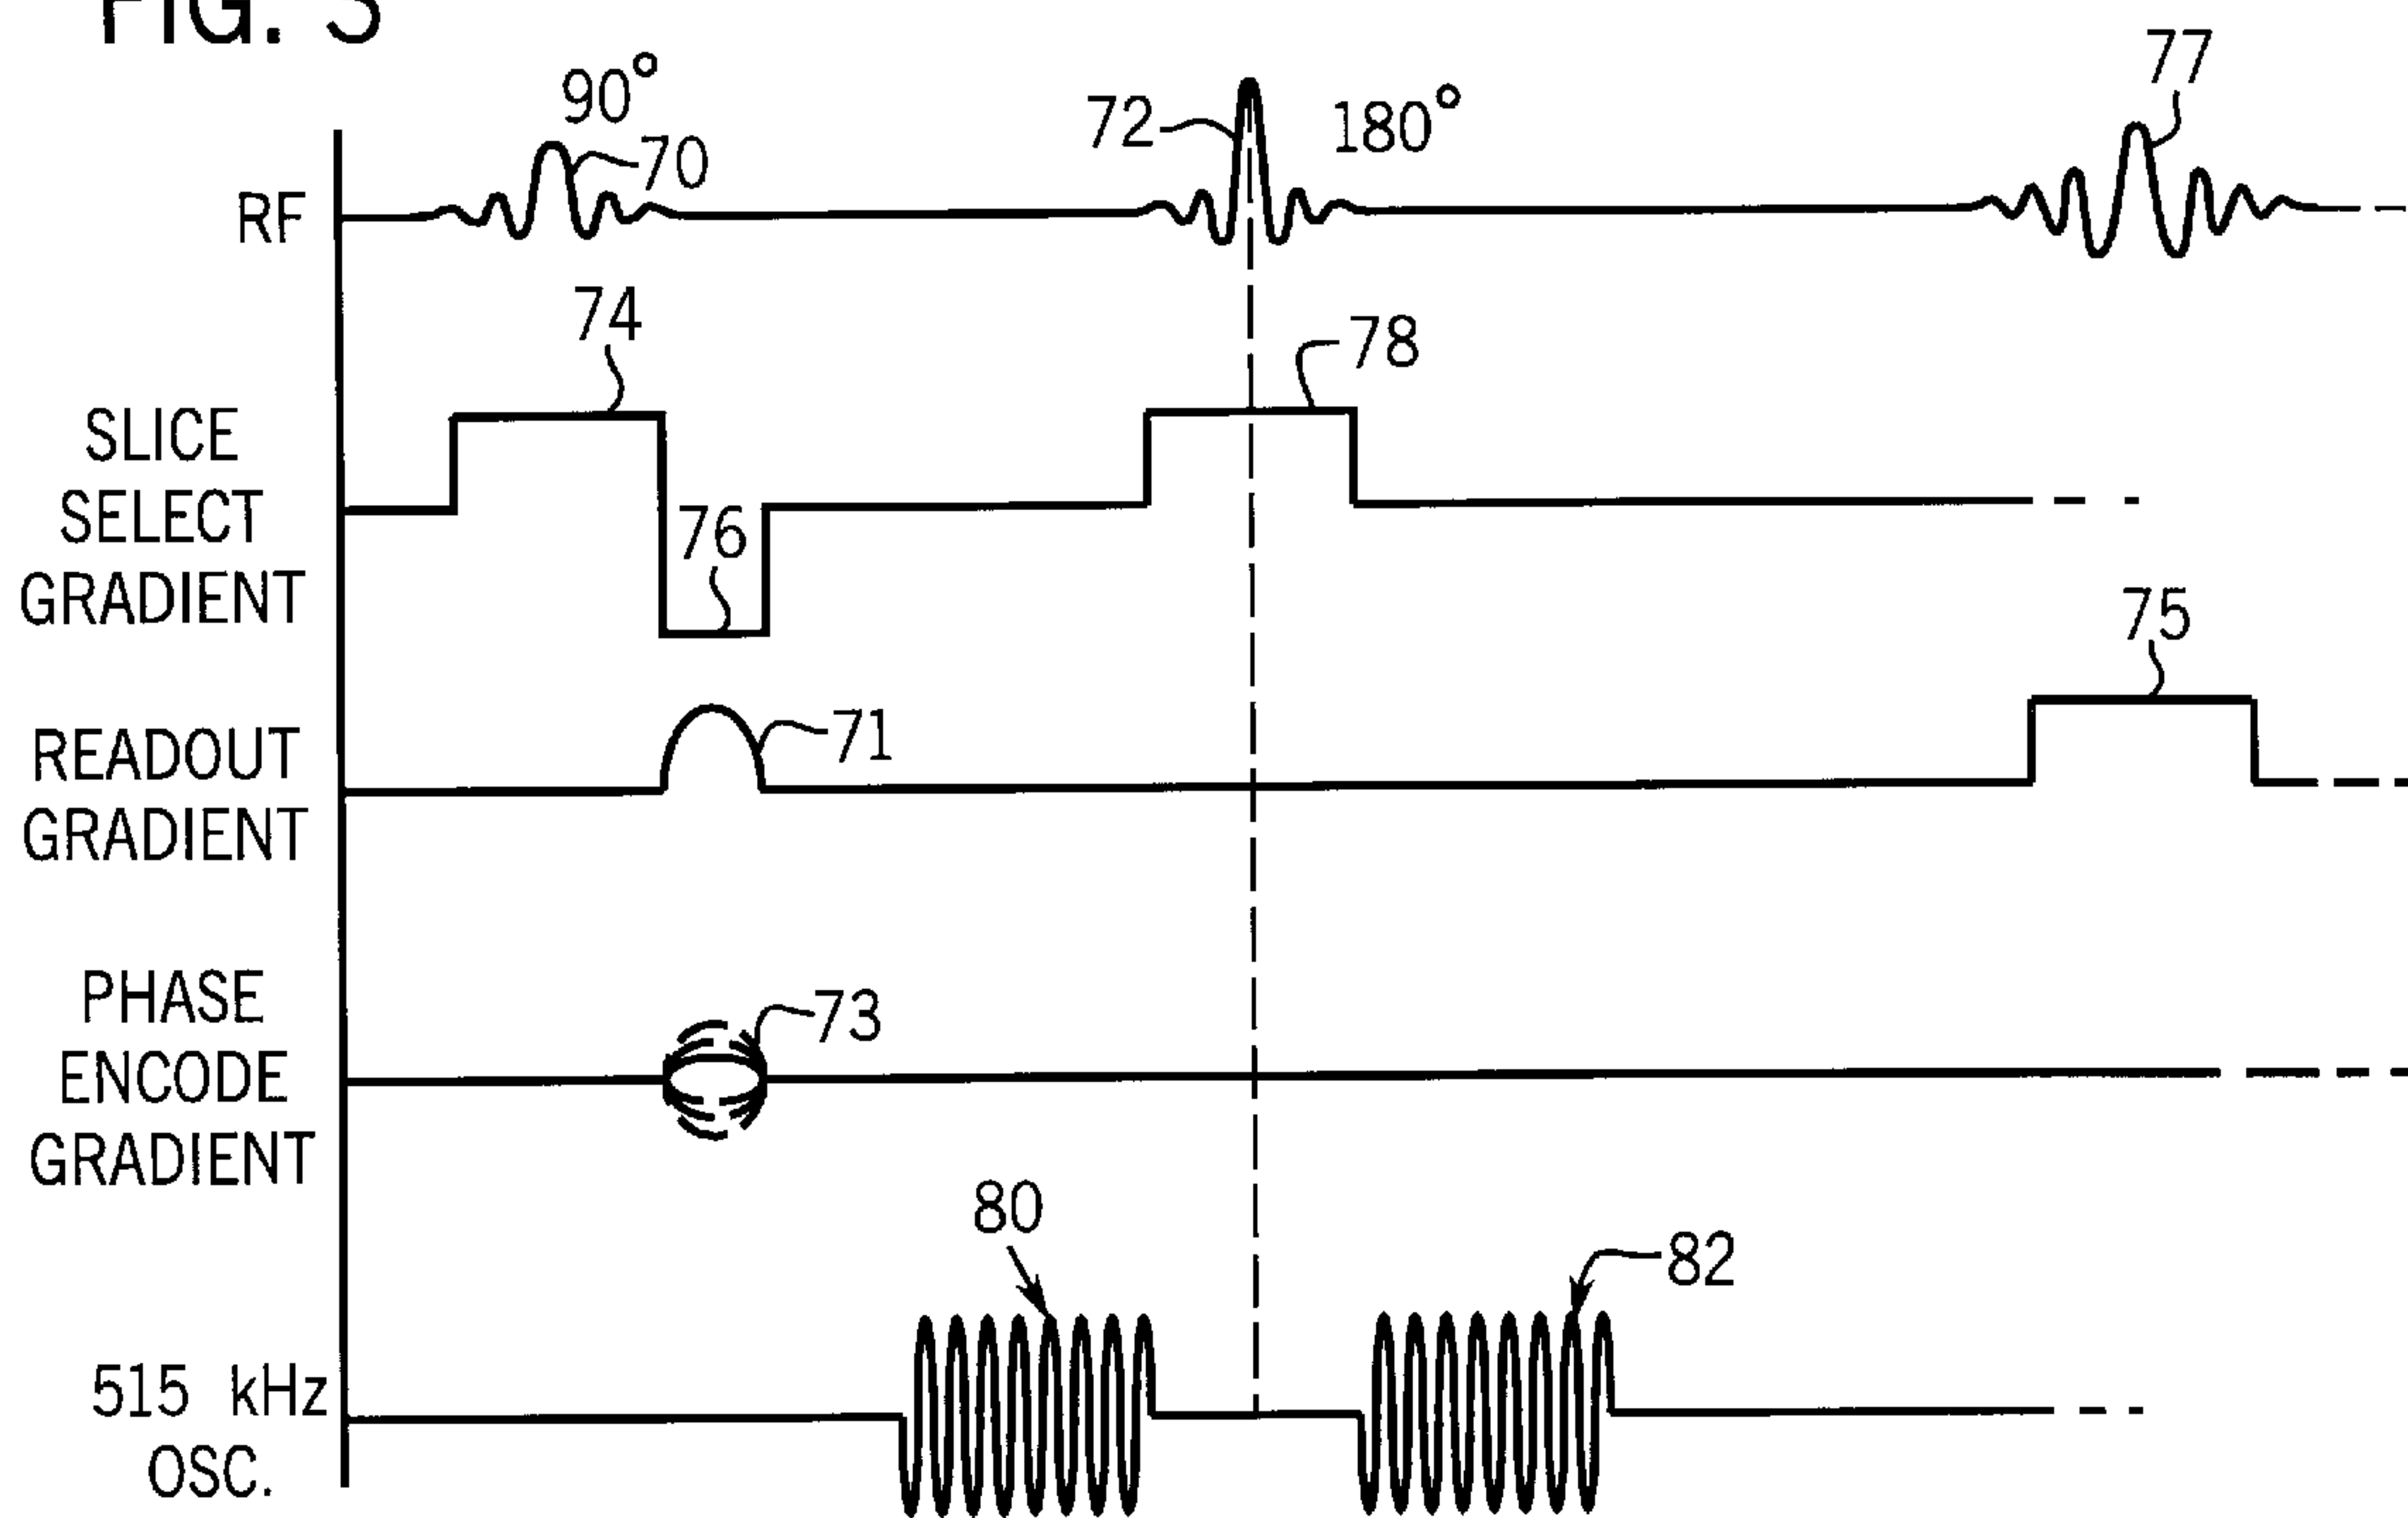 FIG. 3
90°
70
72
180°
77
RF
74
78
SLICE
SELECT
GRADIENT
76
75
READOUT
GRADIENT
71
PHASE
ENCODE
GRADIENT
73
80
82
515 kHz
OSC.